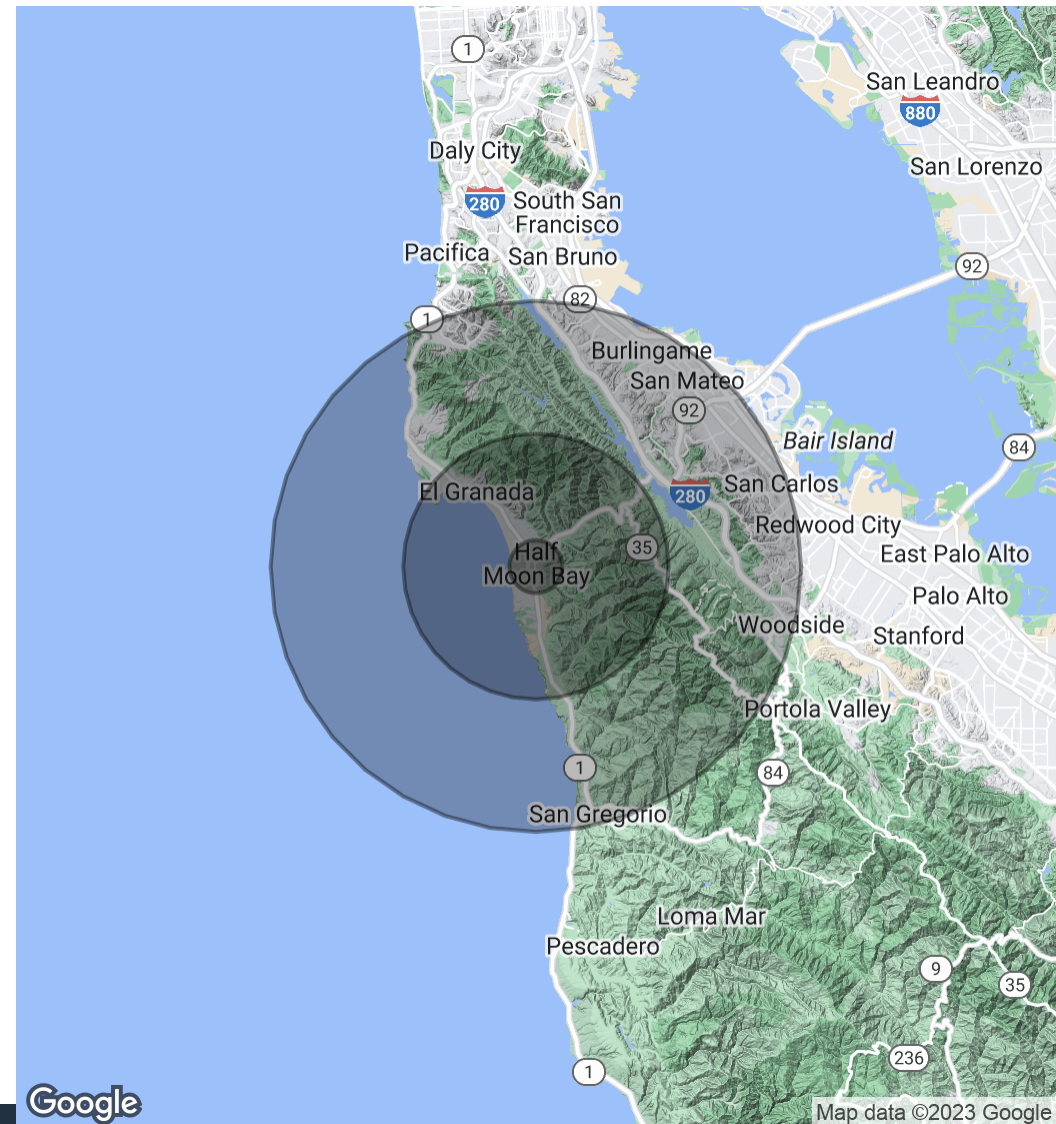 1
San Leandro
880
Daly City
San Lorenzo
280
South San
Francisco
Pacifica
San Bruno
92
82
1
Burlingame
San Mateo
92
Bair Island
84
El Granada
San Carlos
280
Redwood City
35
Half
Moon Bay
East Palo Alto
Palo Alto
Woodside
Stanford
Portola Valley
1
84
San Gregorio
Loma Mar
Pescadero
9
35
236
1
Google
Map data ©2023 Google